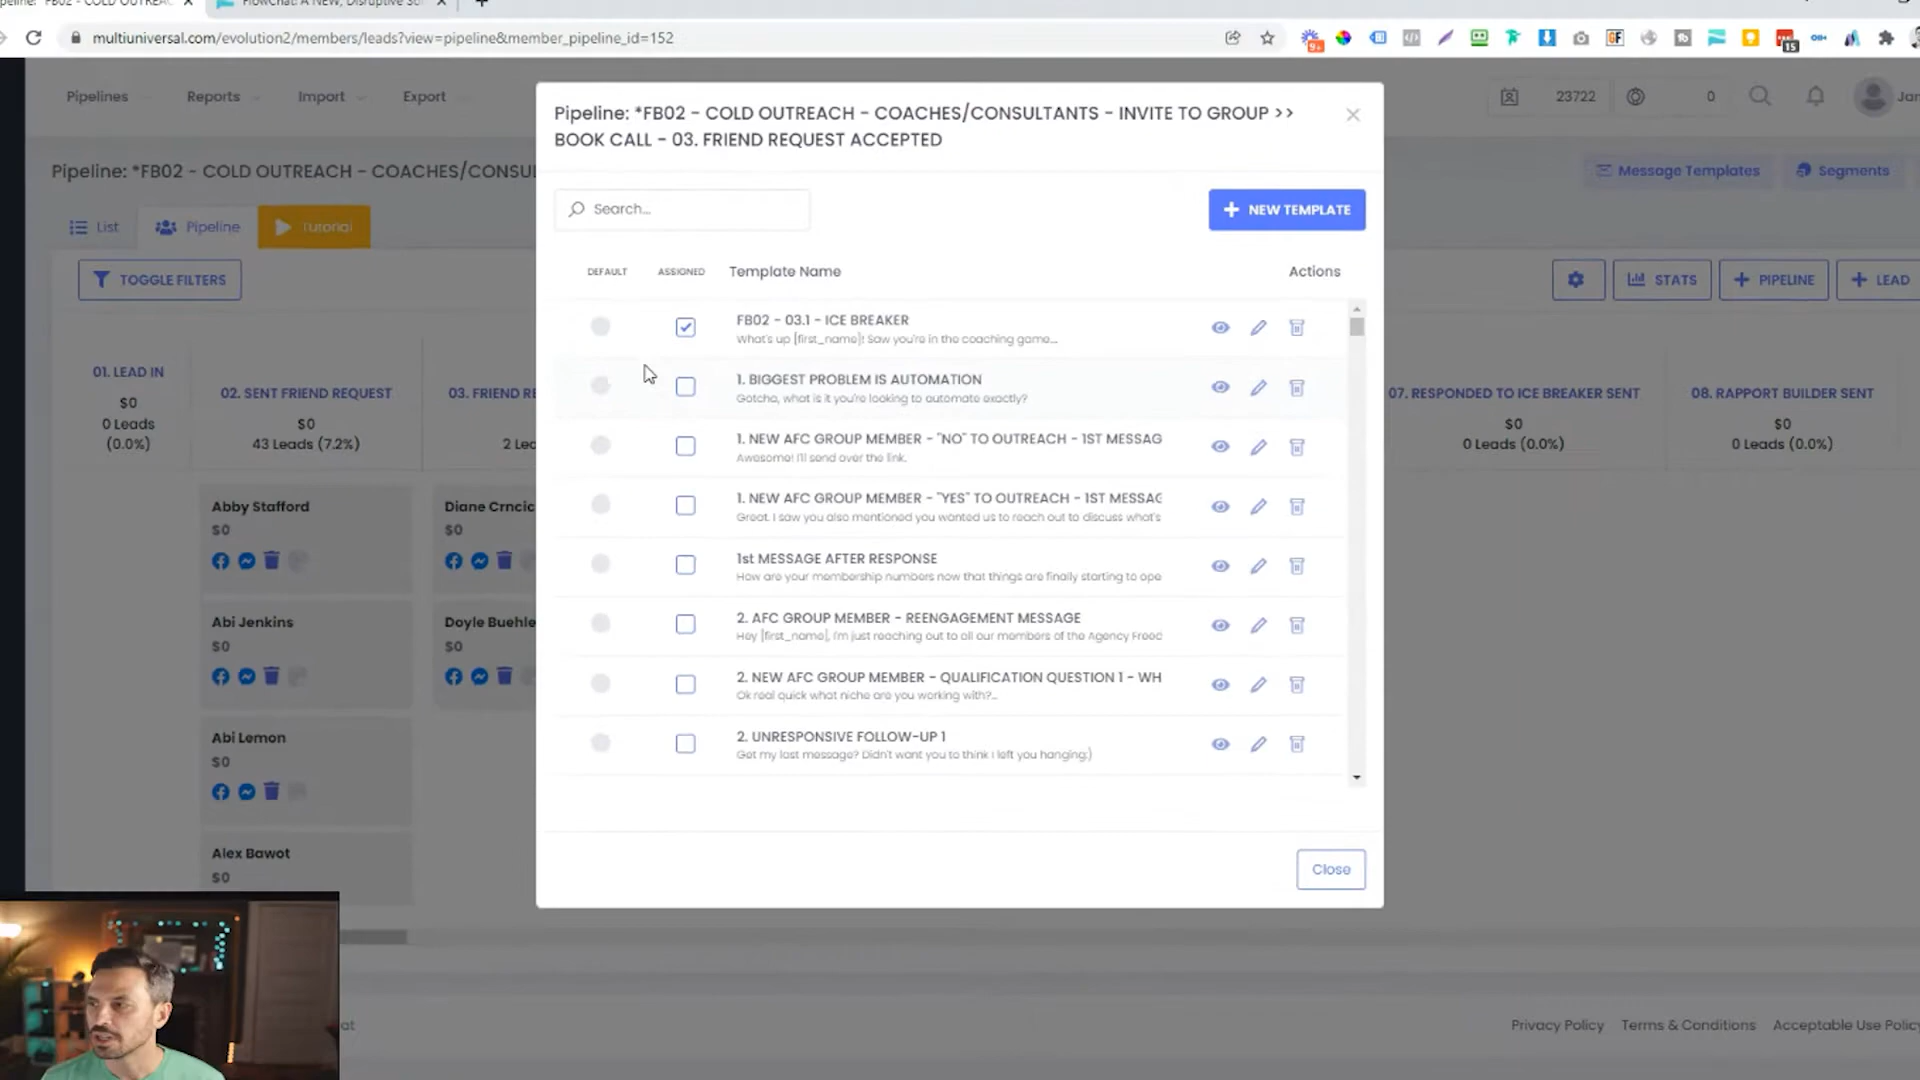 FlowChat: A NEW, Disruptive
multiuniversal.com/evolution2/members/leads?view=pipeline&member_pipeline_id=152
9+
GF
15
Pipelines
Reports
Import
Export
23722
0
Pipeline: *FB02 - COLD OUTREACH - COACHES/CONSU
Message Templates
Segments
List
Pipeline
Tutorial
TOGGLE FILTERS
STATS
PIPELINE
LEAD
Pipeline: *FB02 - COLD OUTREACH - COACHES/CONSULTANTS - INVITE TO GROUP >>
BOOK CALL - 03. FRIEND REQUEST ACCEPTED
Search...
NEW TEMPLATE
DEFAULT
ASSIGNED
Template Name
Actions
FB02 - 03.1 - ICE BREAKER
What's up [first_name]! Saw you're in the coaching game...
1. BIGGEST PROBLEM IS AUTOMATION
Gotcha, what is it you're looking to automate exactly?
1. NEW AFC GROUP MEMBER - "NO" TO OUTREACH - 1ST MESSAG
Awesome! I'll send over the link.
1. NEW AFC GROUP MEMBER - "YES" TO OUTREACH - 1ST MESSAG
Great. I saw you also mentioned you wanted us to reach out to discuss what's
1st MESSAGE AFTER RESPONSE
How are your membership numbers now that things are finally starting to ope
2. AFC GROUP MEMBER - REENGAGEMENT MESSAGE
Hey [first_name], I'm just reaching out to all our members of the Agency Freed
2. NEW AFC GROUP MEMBER - QUALIFICATION QUESTION 1 - WH
Ok real quick what niche are you working with?...
2. UNRESPONSIVE FOLLOW-UP 1
Get my last message? Didn't want you to think I left you hanging:)
Close
01. LEAD IN
$0
0 Leads
(0.0%)
02. SENT FRIEND REQUEST
$0
43 Leads (7.2%)
03. FRIEND RE
2 Lea
07. RESPONDED TO ICE BREAKER SENT
$0
0 Leads (0.0%)
08. RAPPORT BUILDER SENT
$0
0 Leads (0.0%)
Abby Stafford
$0
Diane Crncic
$0
Abi Jenkins
$0
Doyle Buehle
$0
Abi Lemon
$0
Alex Bawot
$0
Privacy Policy
Terms & Conditions
Acceptable Use Policy